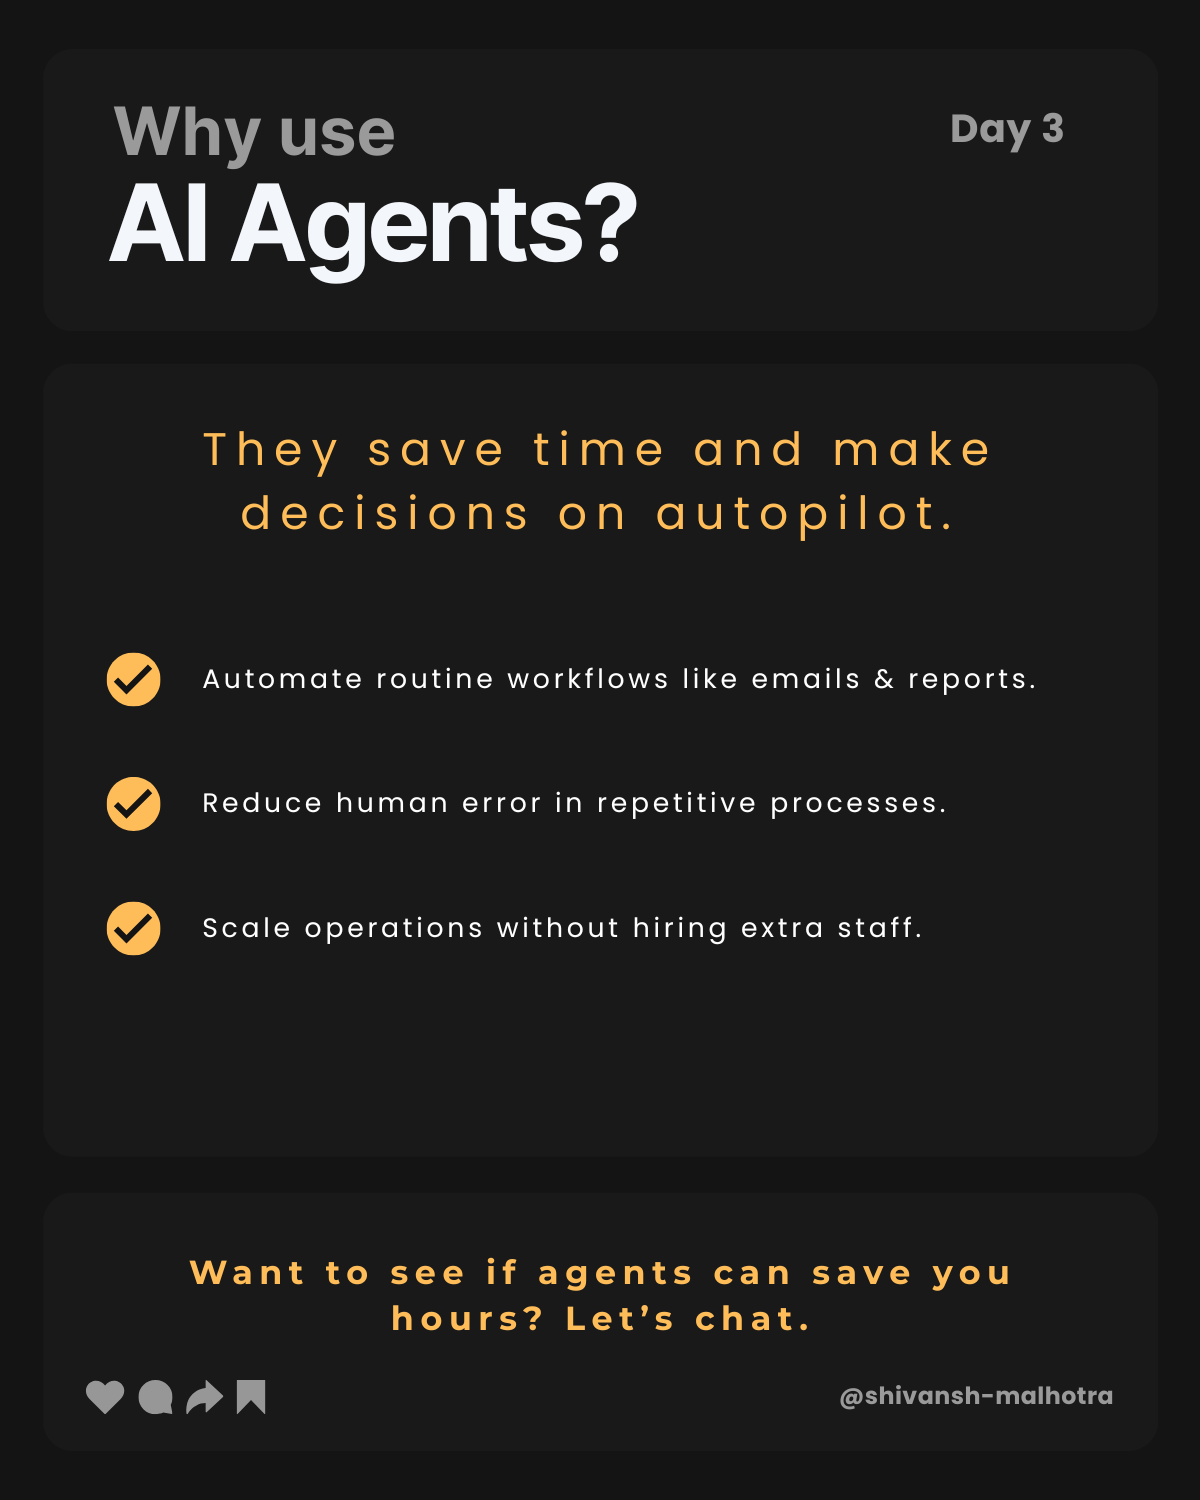 Why use
Day 3
AI Agents?
They save time and make
decisions on autopilot.
Automate routine workflows like emails & reports.
Reduce human error in repetitive processes.
Scale operations without hiring extra staff.
Want to see if agents can save you
hours? Let’s chat.
@shivansh-malhotra